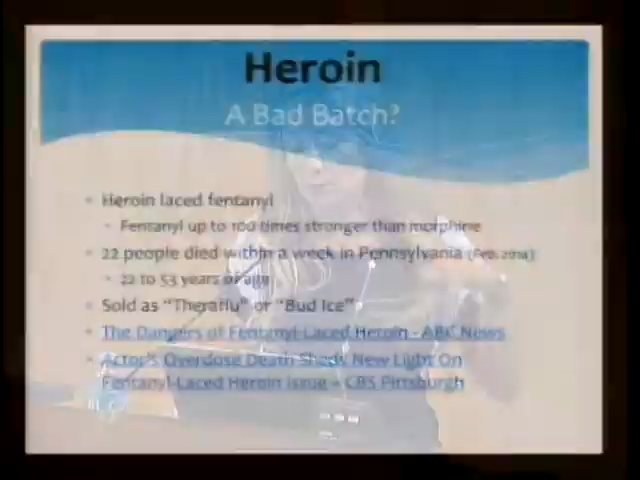 Heroin
A Bad Batch?
Heroin laced fentanyl
Fentanyl up to 100 times stronger than morphine
22 people died within a week in Pennsylvania (Feb. 2014)
22 to 53 years of age
Sold as "Theraflu" or "Bud Ice"
The Dangers of Fentanyl-Laced Heroin - ABC News
Actor's Overdose Death Sheds New Light On
Fentanyl-Laced Heroin Issue – CBS Pittsburgh